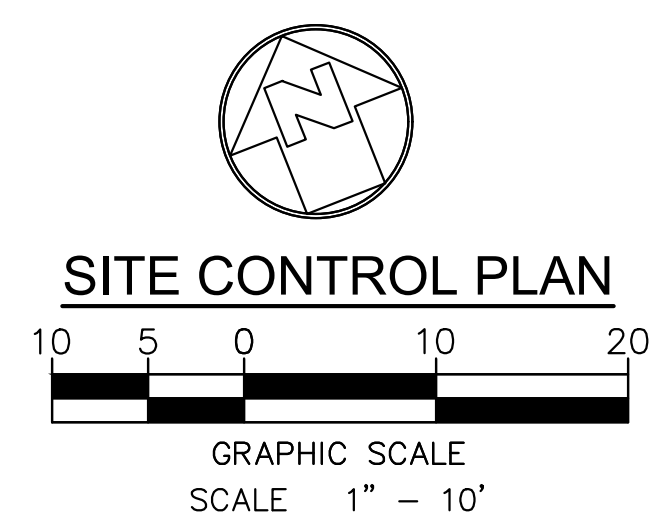 N
SITE CONTROL PLAN
10 5 0 10 20
GRAPHIC SCALE
SCALE 1” – 10’